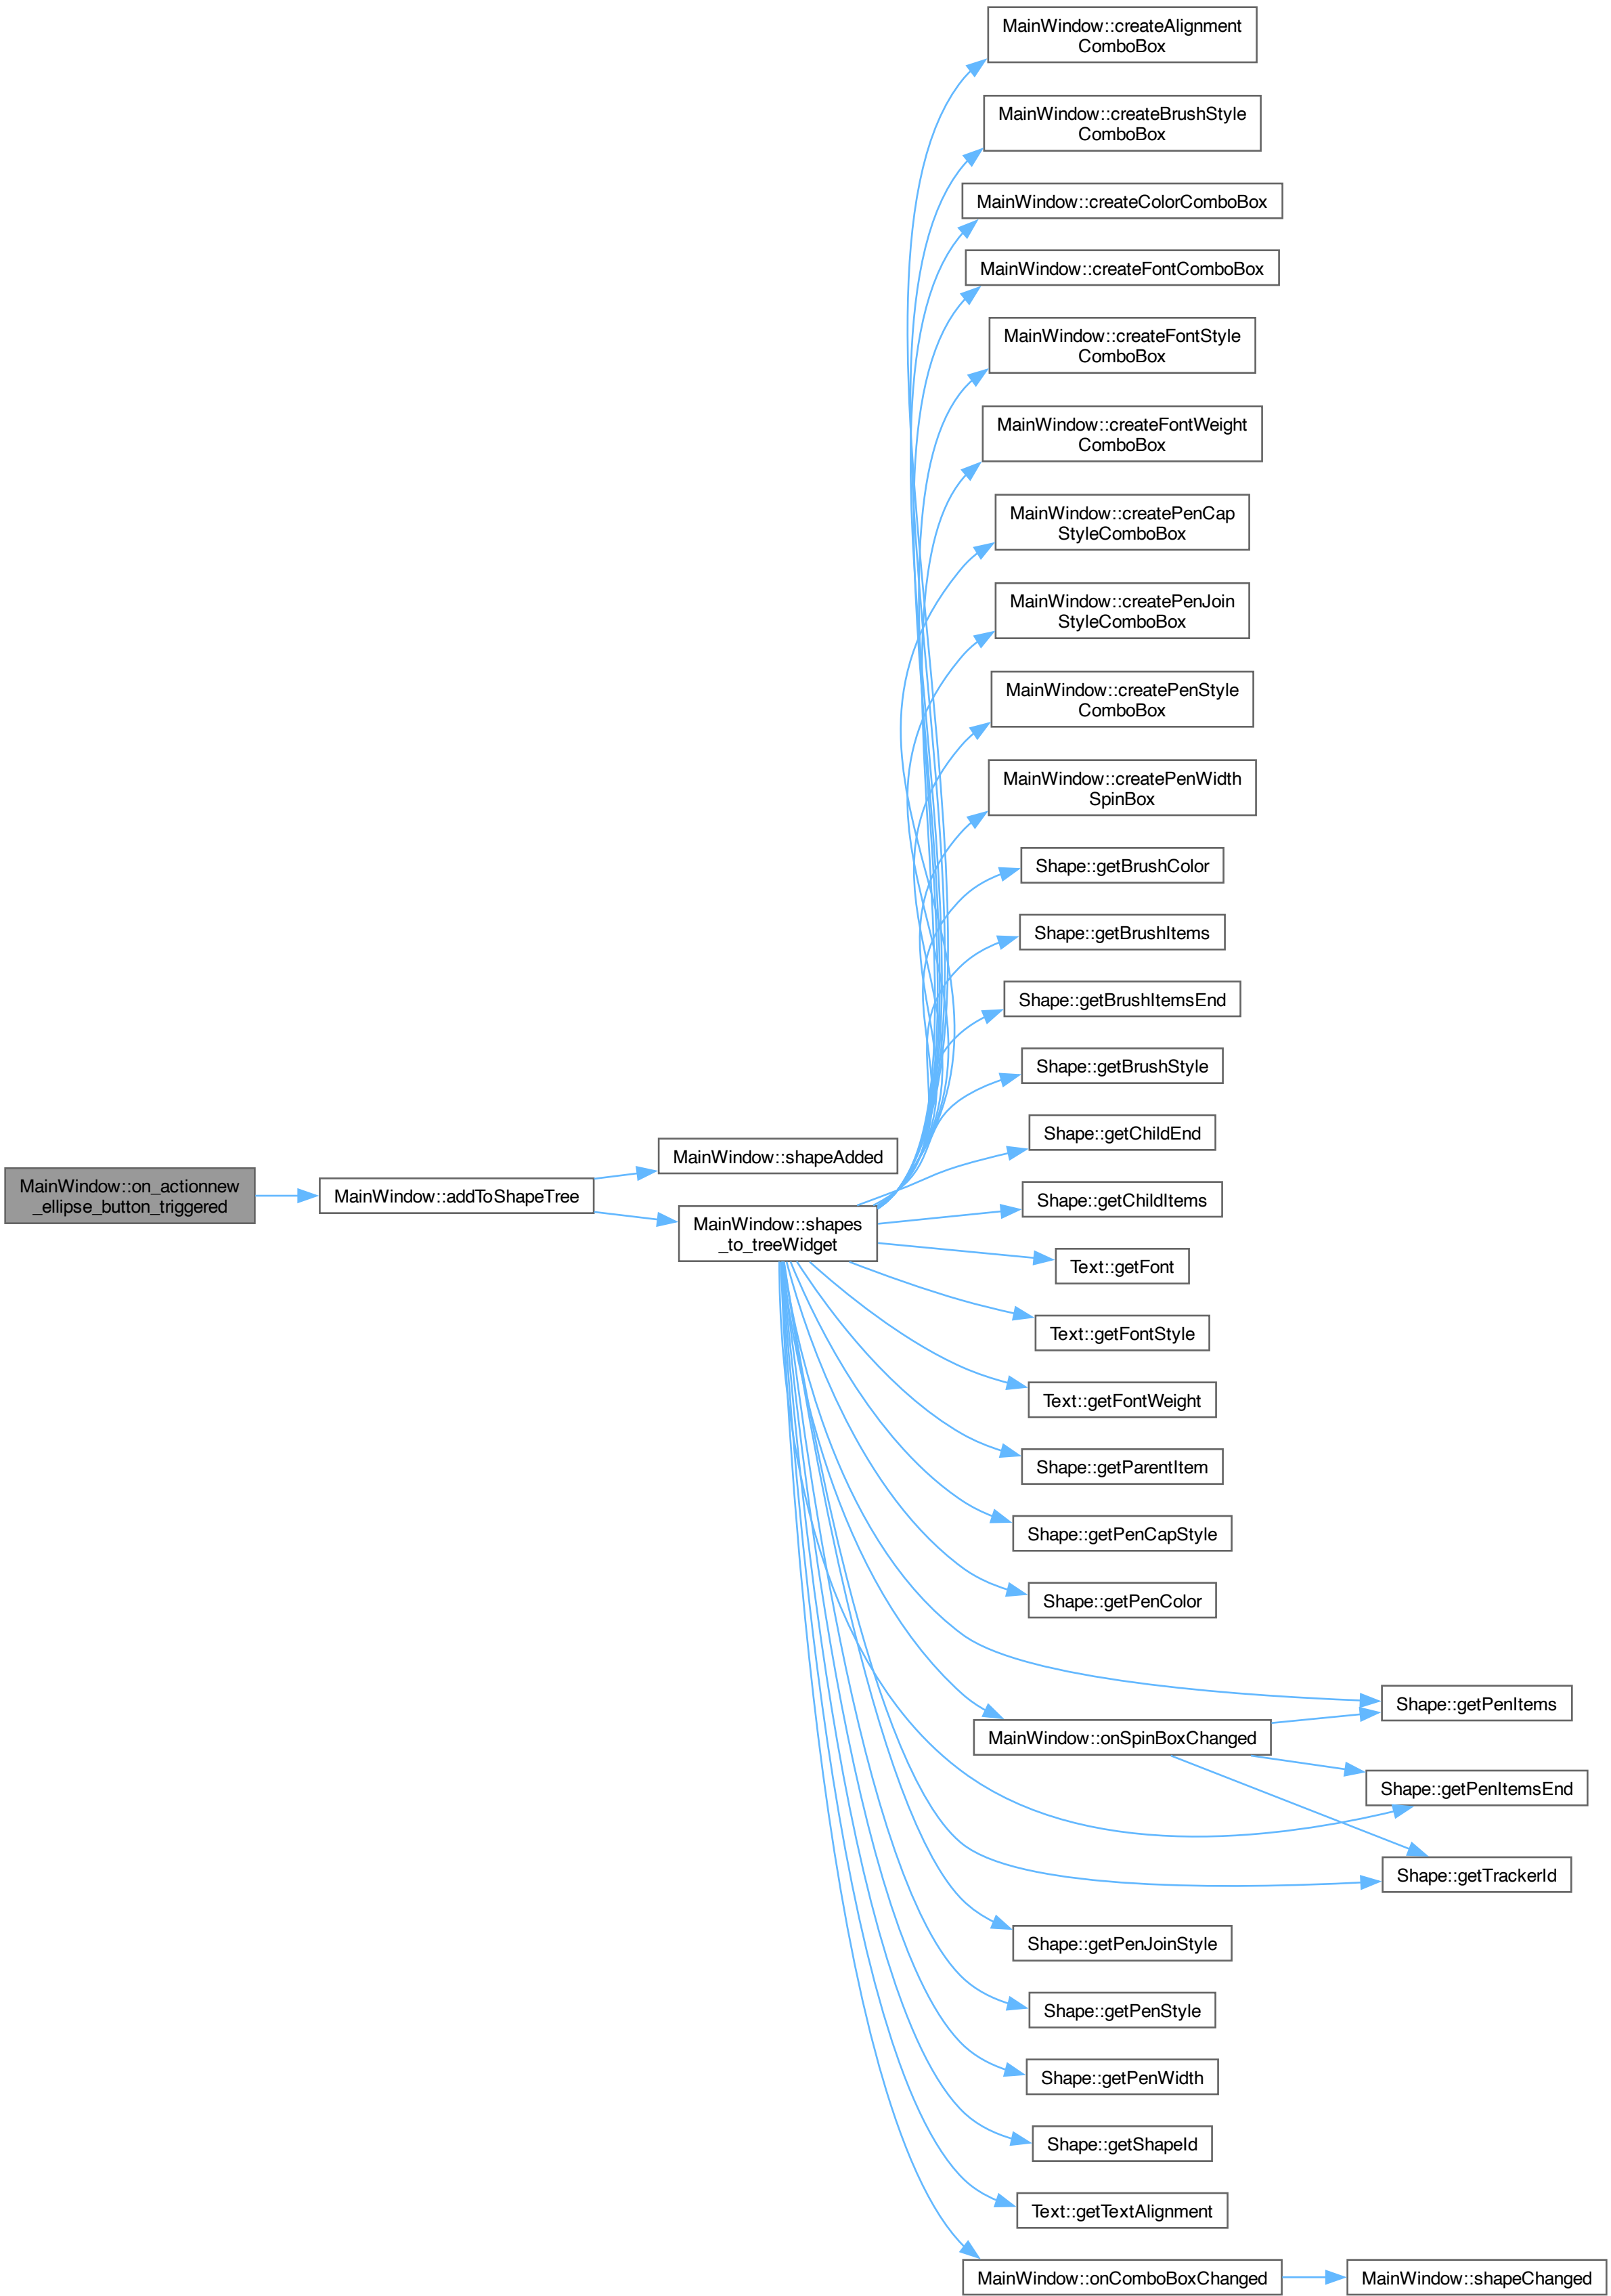 MainWindow::createAlignment
ComboBox
MainWindow::createBrushStyle
ComboBox
MainWindow::createColorComboBox
MainWindow::createFontComboBox
MainWindow::createFontStyle
ComboBox
MainWindow::createFontWeight
ComboBox
MainWindow::createPenCap
StyleComboBox
MainWindow::createPenJoin
StyleComboBox
MainWindow::createPenStyle
ComboBox
MainWindow::createPenWidth
SpinBox
Shape::getBrushColor
Shape::getBrushItems
Shape::getBrushItemsEnd
Shape::getBrushStyle
Shape::getChildEnd
MainWindow::shapeAdded
MainWindow::on_actionnew
_ellipse_button_triggered
MainWindow::addToShapeTree
MainWindow::shapes
_to_treeWidget
Shape::getChildItems
Text::getFont
Text::getFontStyle
Text::getFontWeight
Shape::getParentItem
Shape::getPenCapStyle
Shape::getPenColor
Shape::getPenItems
MainWindow::onSpinBoxChanged
Shape::getPenItemsEnd
Shape::getTrackerId
Shape::getPenJoinStyle
Shape::getPenStyle
Shape::getPenWidth
Shape::getShapeId
Text::getTextAlignment
MainWindow::onComboBoxChanged
MainWindow::shapeChanged